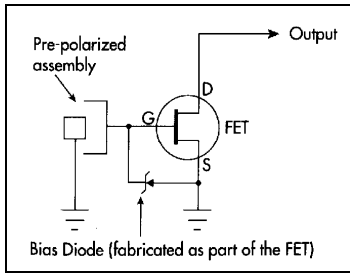 Pre-polarized
assembly
Output
D
G
FET
S
Bias Diode (fabricated as part of the FET)